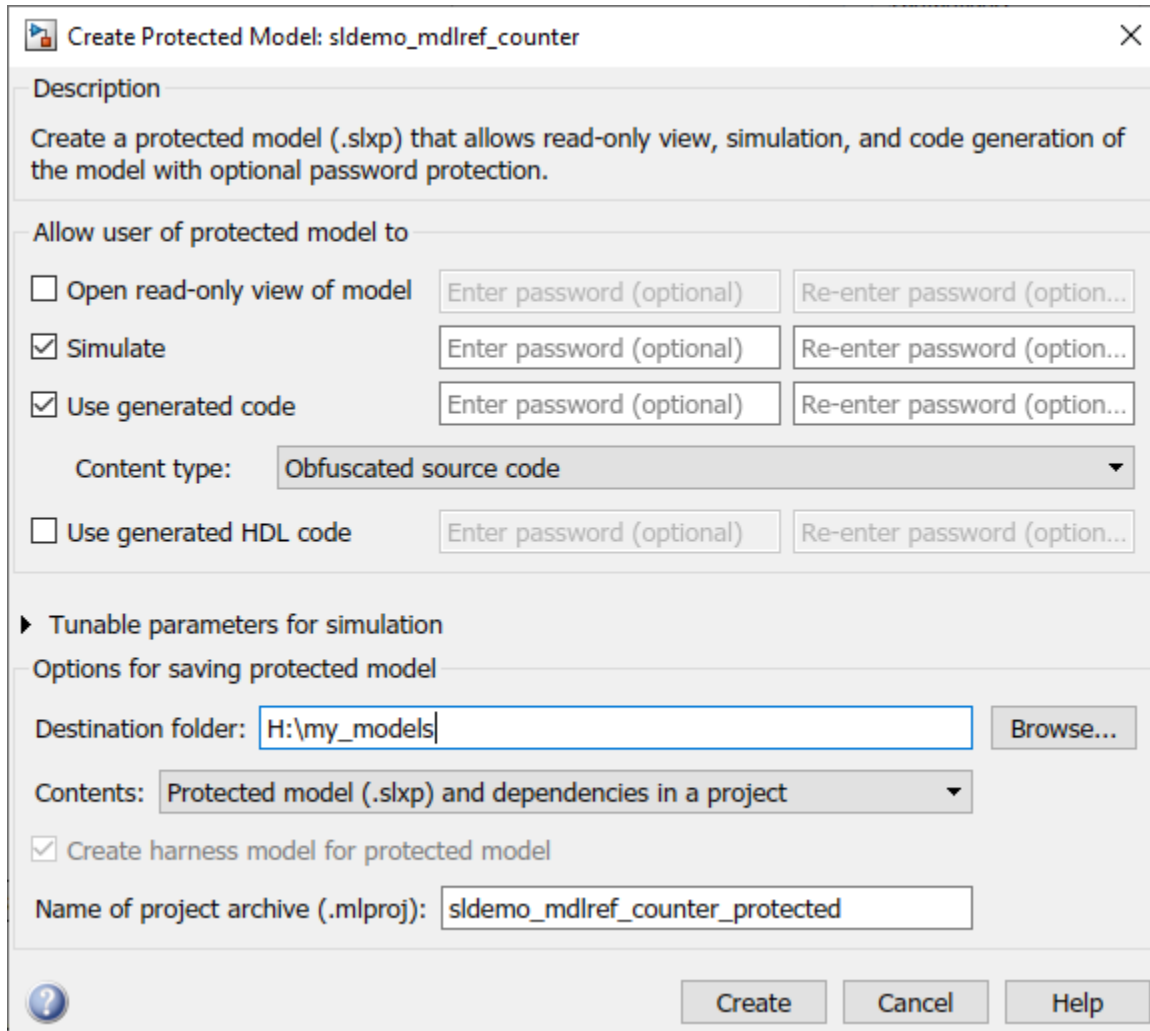 Create Protected Model: sldemo_mdlref_counter
Description
Create a protected model (.slxp) that allows read-only view, simulation, and code generation of
the model with optional password protection.
Allow user of protected model to
Open read-only view of model Enter password (optional) Re-enter password (option...
Simulate Enter password (optional) Re-enter password (option...
Use generated code Enter password (optional) Re-enter password (option...
Content type: Obfuscated source code
Use generated HDL code Enter password (optional) Re-enter password (option...
Tunable parameters for simulation
Options for saving protected model
Destination folder: H:\my_models Browse...
Contents: Protected model (.slxp) and dependencies in a project
Create harness model for protected model
Name of project archive (.mlproj): sldemo_mdlref_counter_protected
? Create Cancel Help